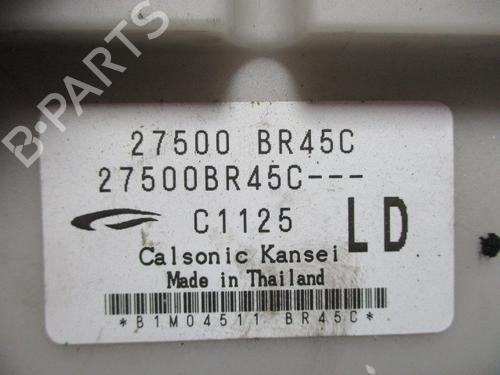 B-PARTS
27500 BR45C
27500BR45C---
C1125 LD
Calsonic Kansei
Made in Thailand
*B1M04511 BR45C*